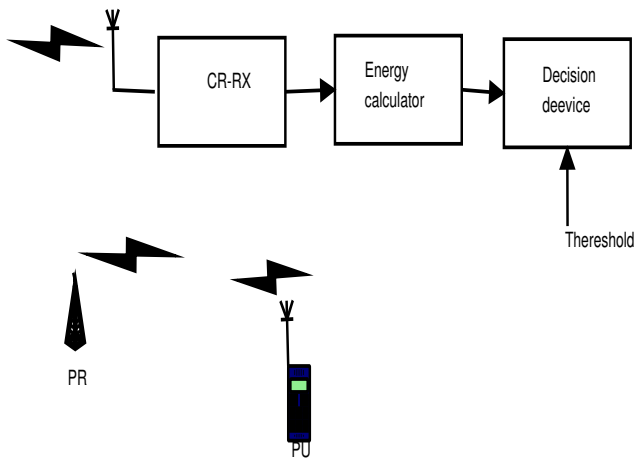 CR-RX
Energy
calculator
Decision
deevice
Thereshold
PR
PU